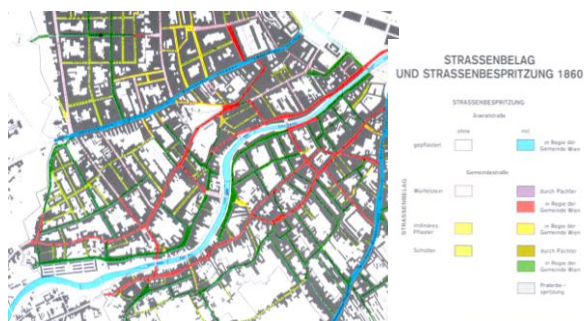 STRASSENBELAG
UND STRASSENBESPRITZUNG 1860
STRASSENBESPRITZUNG
Ärarialstraße
ohne
mit
gepflastert
in Regie der
Gemeinde Wien
Gemeindestraße
Würfelstein
durch Pächter
in Regie der
Gemeinde Wien
ordinäres
Pflaster
in Regie der
Gemeinde Wien
Schotter
durch Pächter
in Regie der
Gemeinde Wien
STRASSENBELAG